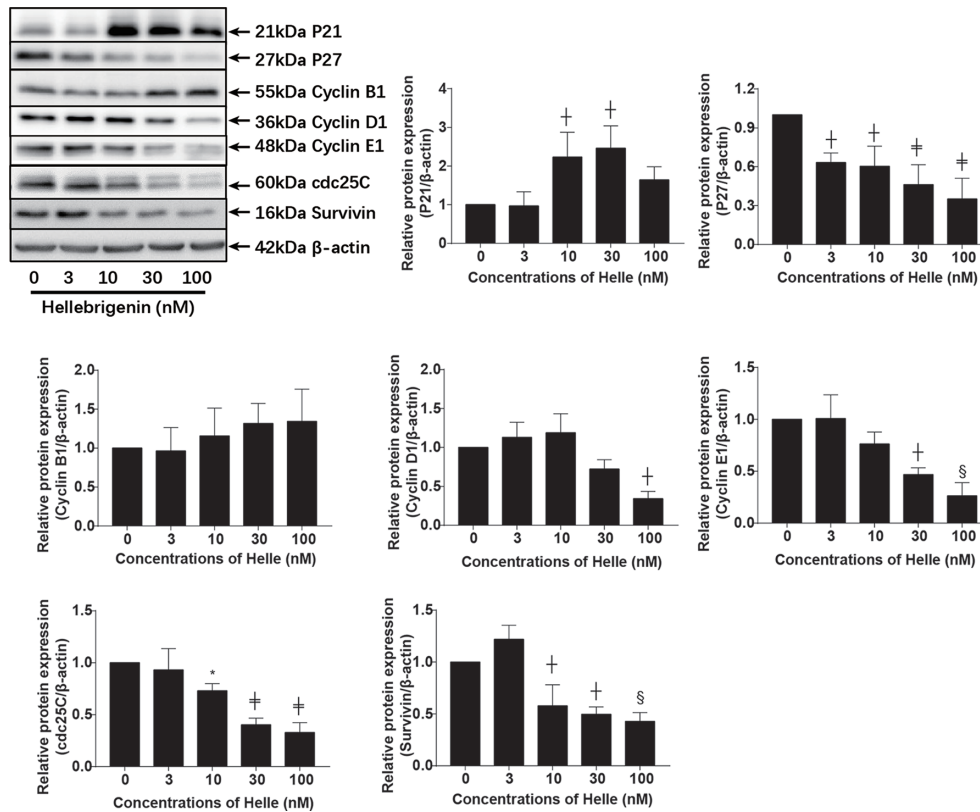 21kDa P21
27kDa P27
55kDa Cyclin B1
36kDa Cyclin D1
48kDa Cyclin E1
60kDa cdc25C
16kDa Survivin
42kDa β-actin
0 3 10 30 100
Hellebrigenin (nM)
Relative protein expression
(P21/β-actin)
4
3
2
1
0
┼ ┼
0 3 10 30 100
Concentrations of Helle (nM)
Relative protein expression
(P27/β-actin)
1.2
0.9
0.6
0.3
0.0
┼ ┼ ╪ ╪
0 3 10 30 100
Concentrations of Helle (nM)
Relative protein expression
(Cyclin B1/β-actin)
2.0
1.5
1.0
0.5
0.0
0 3 10 30 100
Concentrations of Helle (nM)
Relative protein expression
(Cyclin D1/β-actin)
2.0
1.5
1.0
0.5
0.0
┼
0 3 10 30 100
Concentrations of Helle (nM)
Relative protein expression
(Cyclin E1/β-actin)
1.5
1.0
0.5
0.0
┼ §
0 3 10 30 100
Concentrations of Helle (nM)
Relative protein expression
(cdc25C/β-actin)
1.5
1.0
0.5
0.0
* ╪ ╪
0 3 10 30 100
Concentrations of Helle (nM)
Relative protein expression
(Survivin/β-actin)
1.5
1.0
0.5
0.0
┼ ┼ §
0 3 10 30 100
Concentrations of Helle (nM)